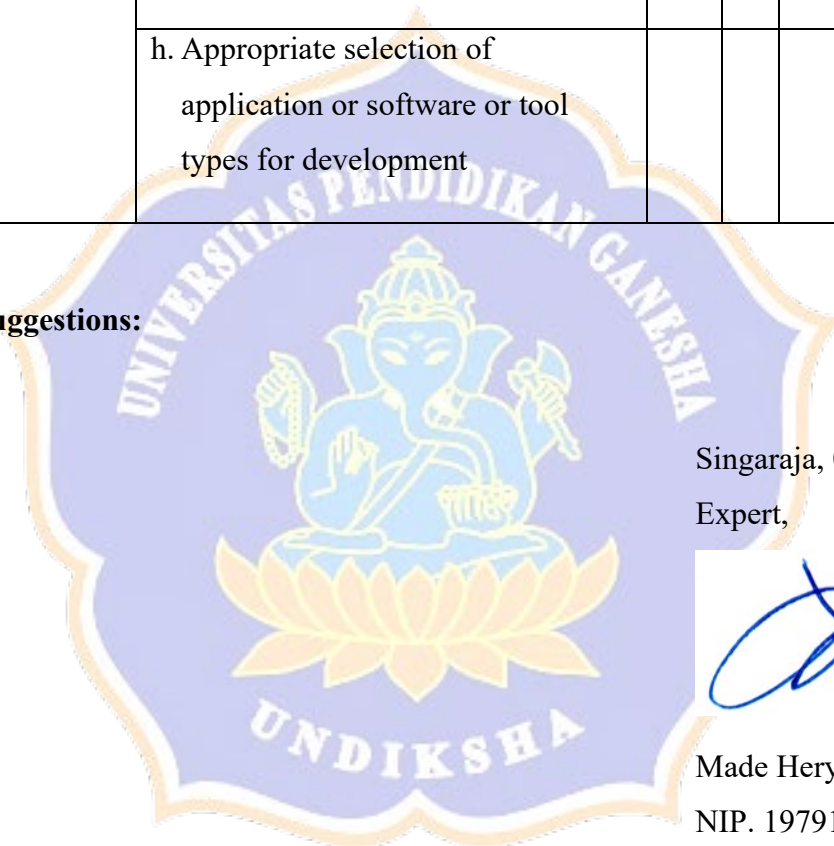 h. Appropriate selection of
application or software or tool
types for development
UNIVERSITAS PENDIDIKAN GANESHA
uggestions:
Singaraja,
Expert,
UNDIKSHA
Made Hery
NIP. 19791